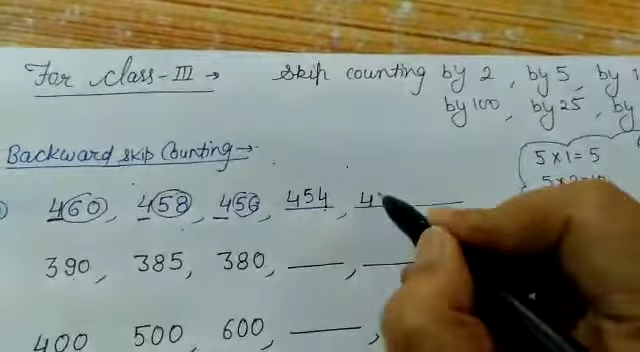 For class-III → skip counting by 2, by 5, by
by 100, by 25, by
Backward skip Counting →
5×1=5
460, 458, 456, 454, 4
390, 385, 380, ___, ___
400 500 600, ___,